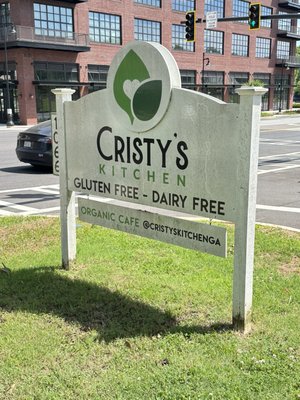 CRISTY'S
KITCHEN
GLUTEN FREE - DAIRY FREE
ORGANIC CAFE @CRISTYSKITCHENGA